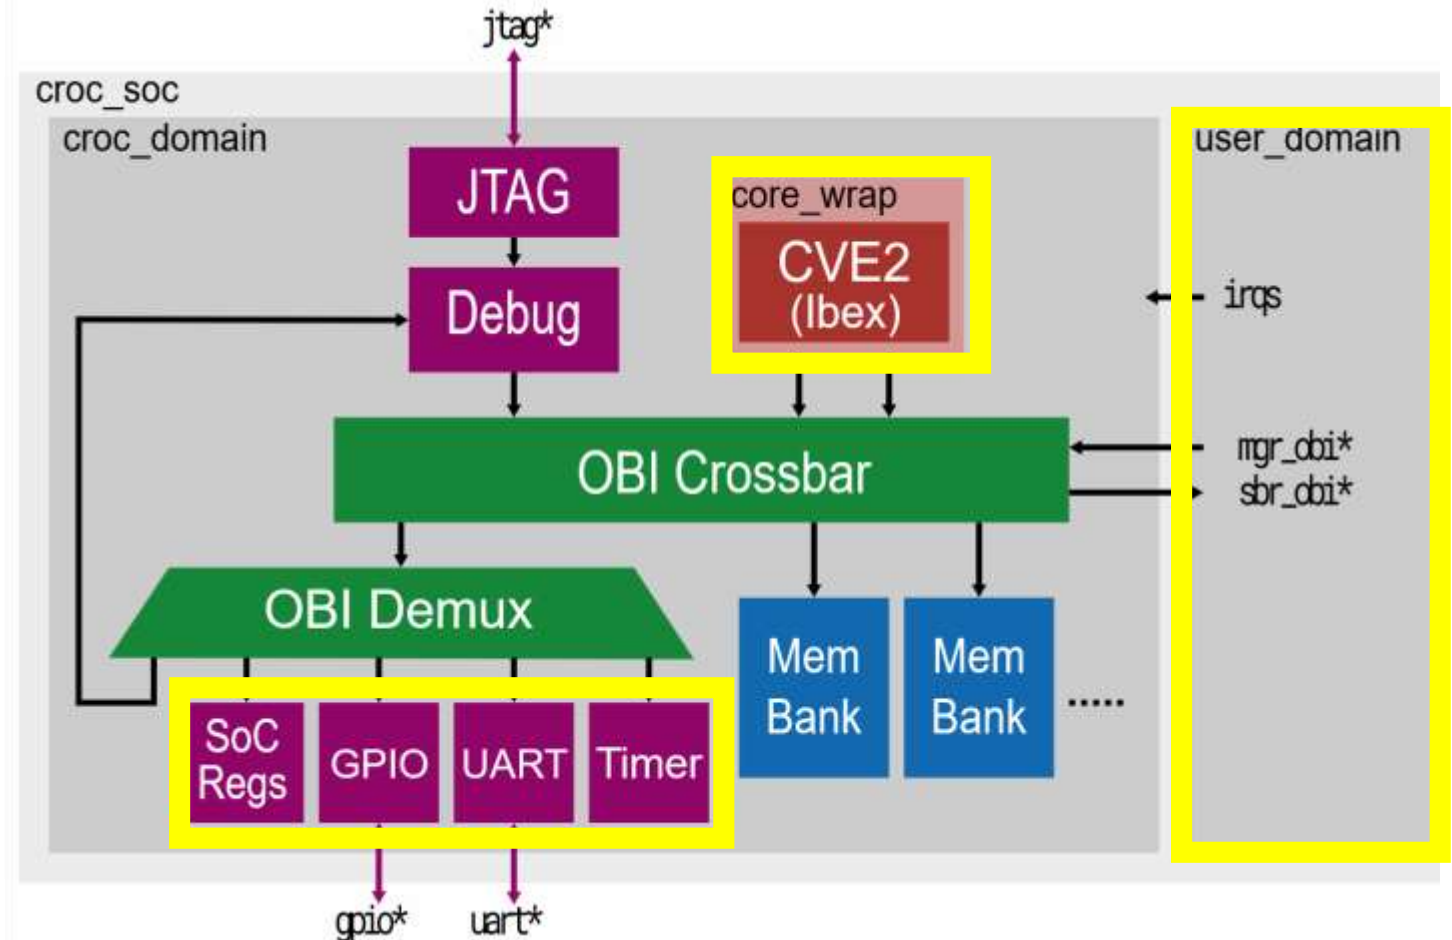 jtag*
croc_soc
croc_domain
user_domain
JTAG
core_wrap
CVE2
(Ibex)
Debug
irqs
OBI Crossbar
mgr_obi*
sbr_obi*
OBI Demux
Mem
Bank
Mem
Bank
.....
SoC
Regs
GPIO
UART
Timer
gpio*
uart*